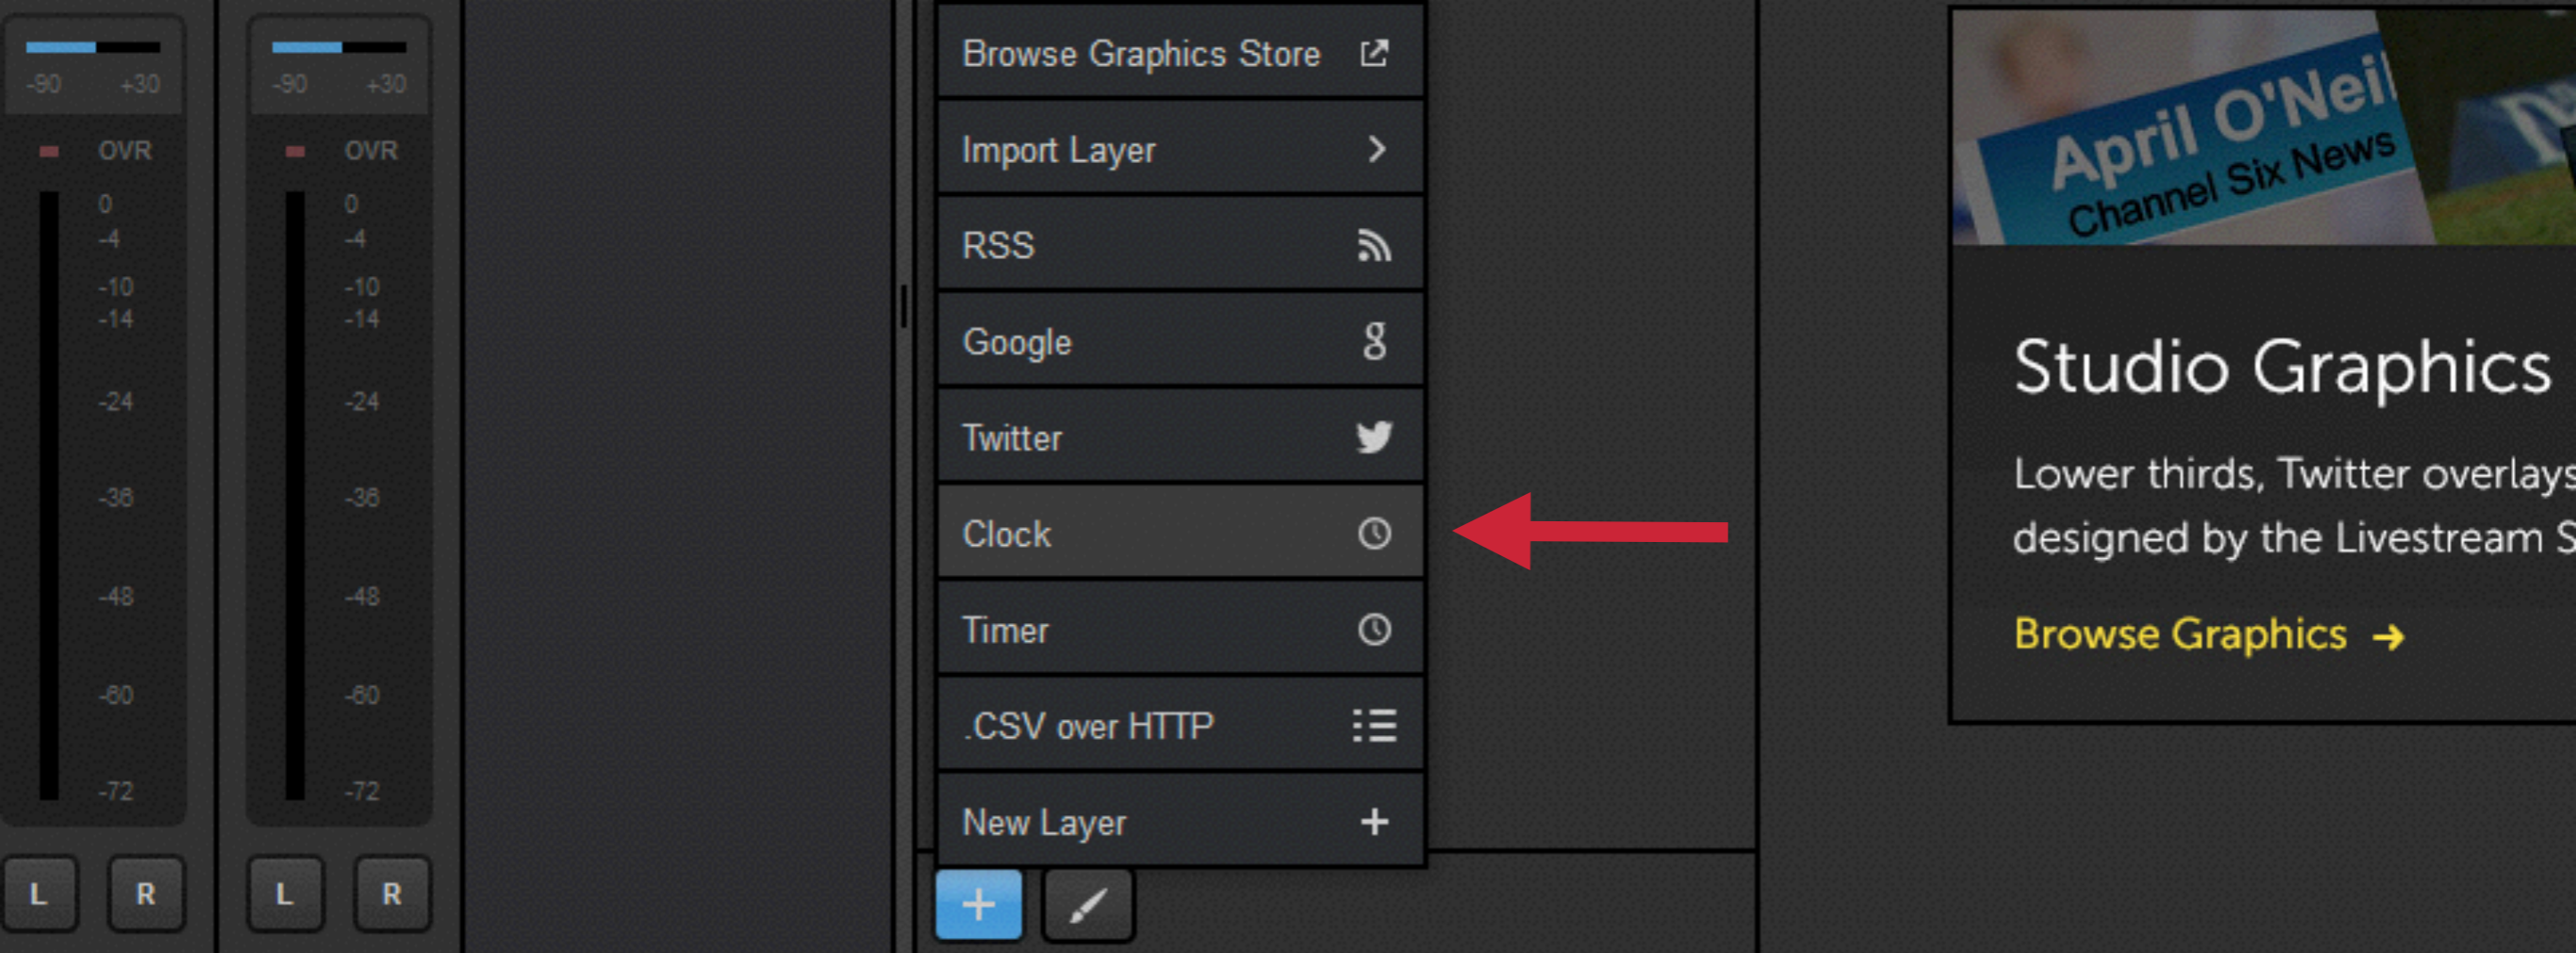 -90 +30
OVR
0
-4
-10
-14
-24
-36
-48
-60
-72
L R
-90 +30
OVR
0
-4
-10
-14
-24
-36
-48
-60
-72
L R
Browse Graphics Store
Import Layer
RSS
Google
Twitter
Clock
Timer
.CSV over HTTP
New Layer
April O'Neil
Channel Six News
Studio Graphics
Lower thirds, Twitter overlays
designed by the Livestream S
Browse Graphics